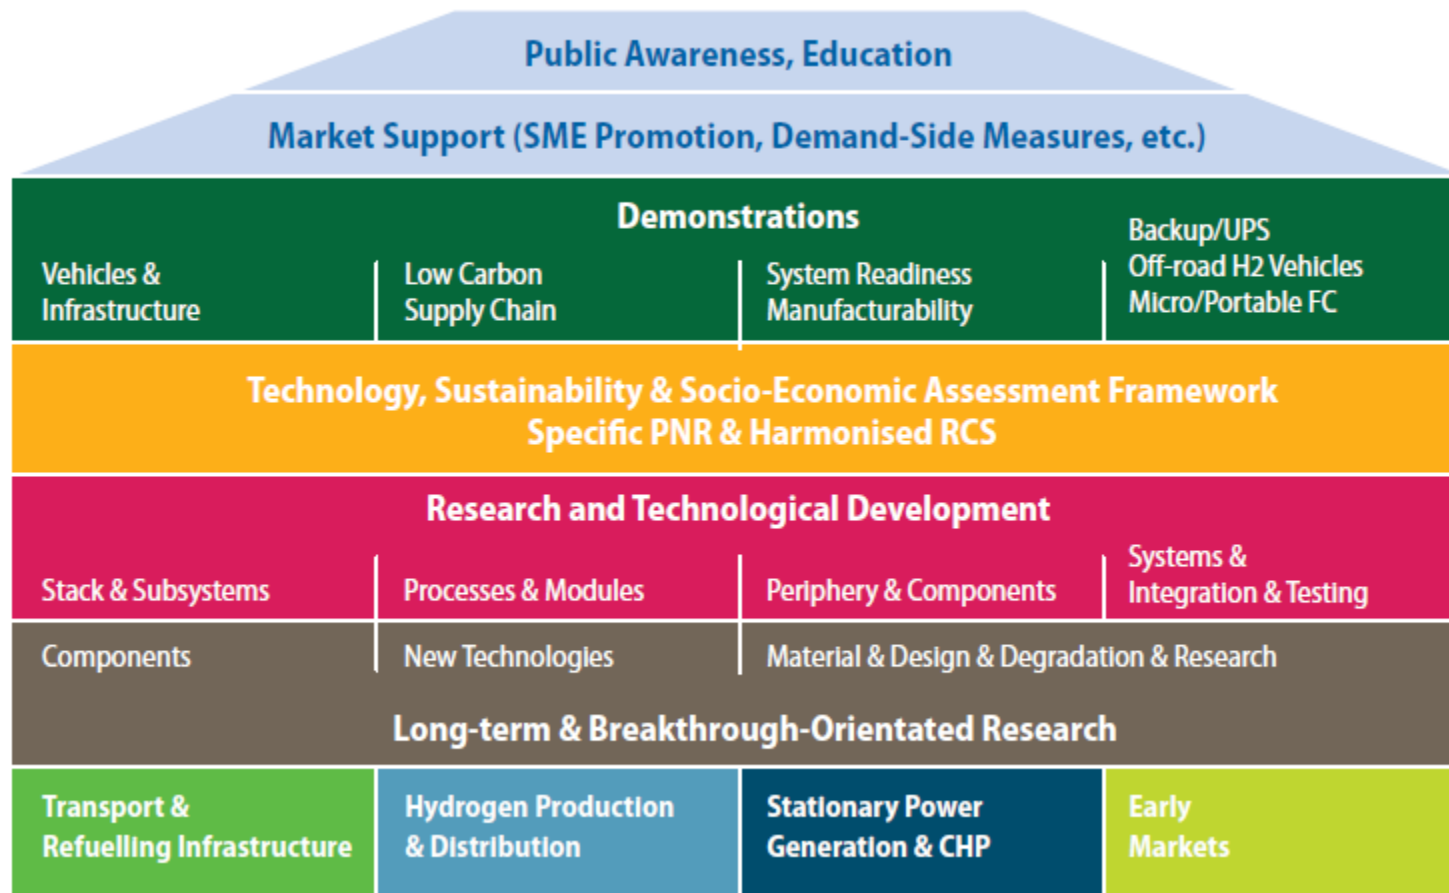 Public Awareness, Education
Market Support (SME Promotion, Demand-Side Measures, etc.)
Demonstrations
Vehicles &
Infrastructure
Low Carbon
Supply Chain
System Readiness
Manufacturability
Backup/UPS
Off-road H2 Vehicles
Micro/Portable FC
Technology, Sustainability & Socio-Economic Assessment Framework
Specific PNR & Harmonised RCS
Research and Technological Development
Stack & Subsystems
Processes & Modules
Periphery & Components
Systems &
Integration & Testing
Components
New Technologies
Material & Design & Degradation & Research
Long-term & Breakthrough-Orientated Research
Transport &
Refuelling Infrastructure
Hydrogen Production
& Distribution
Stationary Power
Generation & CHP
Early
Markets